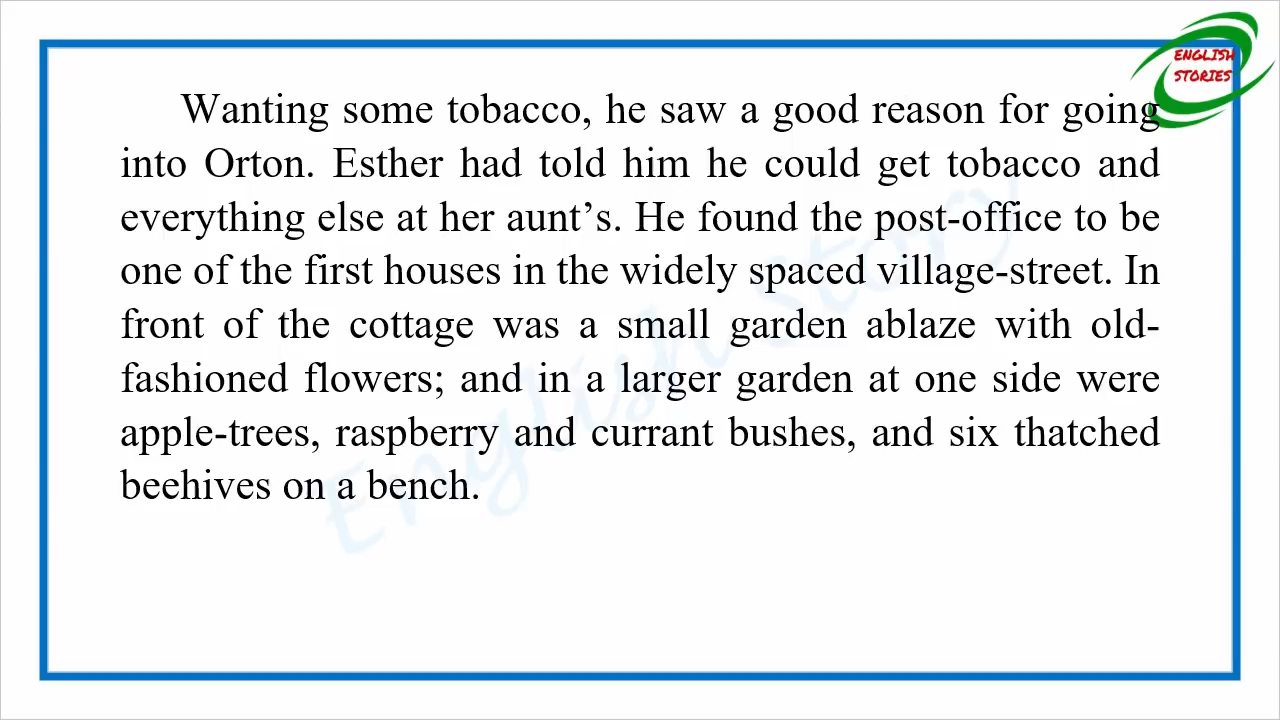 ENGLISH
STORIES
Wanting some tobacco, he saw a good reason for going
into Orton. Esther had told him he could get tobacco and
everything else at her aunt’s. He found the post-office to be
one of the first houses in the widely spaced village-street. In
front of the cottage was a small garden ablaze with old-
fashioned flowers; and in a larger garden at one side were
apple-trees, raspberry and currant bushes, and six thatched
beehives on a bench.
English Story